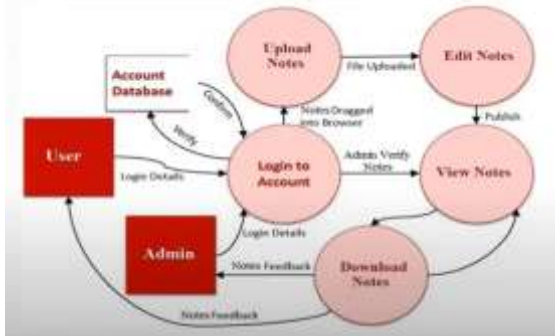 Upload
Notes
Edit Notes
File Uploaded
Account
Database
Confirm
Verify
Notes Dragged
into Browser
Publish
User
Login to
Account
Admin Verify
Notes
View Notes
Login Details
Login Details
Admin
Notes Feedback
Download
Notes
Notes Feedback